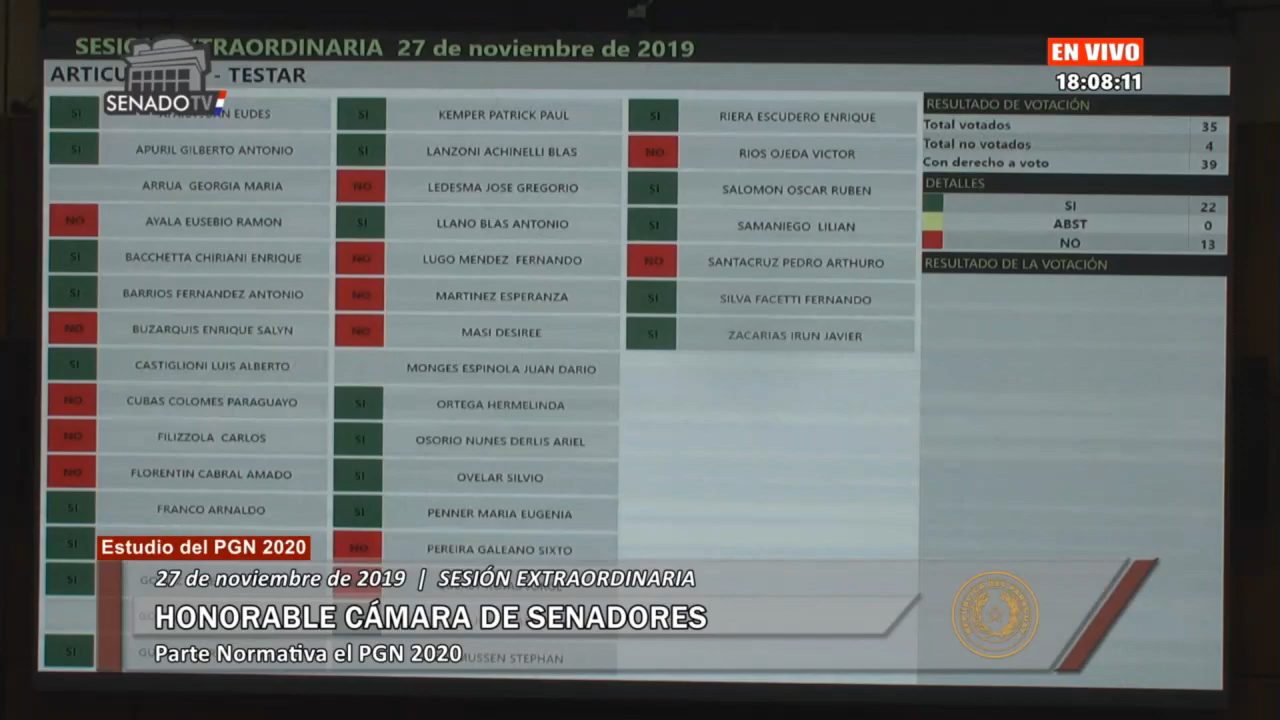 SESIÓN EXTRAORDINARIA 27 de noviembre de 2019
EN VIVO
18:08:11
- TESTAR
SENADO TV
SI EUDES
SI APURIL GILBERTO ANTONIO
ARRUA GEORGIA MARIA
NO AYALA EUSEBIO RAMON
SI BACCHETTA CHIRIANI ENRIQUE
SI BARRIOS FERNANDEZ ANTONIO
NO BUZARQUIS ENRIQUE SALYN
SI CASTIGLIONI LUIS ALBERTO
NO CUBAS COLOMES PARAGUAYO
NO FILIZZOLA CARLOS
NO FLORENTIN CABRAL AMADO
SI FRANCO ARNALDO
SI
SI
SI
SI KEMPER PATRICK PAUL
SI LANZONI ACHINELLI BLAS
NO LEDESMA JOSE GREGORIO
SI LLANO BLAS ANTONIO
NO LUGO MENDEZ FERNANDO
NO MARTINEZ ESPERANZA
NO MASI DESIREE
MONGES ESPINOLA JUAN DARIO
SI ORTEGA HERMELINDA
SI OSORIO NUNES DERLIS ARIEL
SI OVELAR SILVIO
SI PENNER MARIA EUGENIA
NO PEREIRA GALEANO SIXTO
STEPHAN
SI RIERA ESCUDERO ENRIQUE
NO RIOS OJEDA VICTOR
SI SALOMON OSCAR RUBEN
SI SAMANIEGO LILIAN
NO SANTACRUZ PEDRO ARTHURO
SI SILVA FACETTI FERNANDO
SI ZACARIAS IRUN JAVIER
RESULTADO DE VOTACIÓN
Total votados 35
Total no votados 4
Con derecho a voto 39
DETALLES
SI 22
ABST 0
NO 13
RESULTADO DE LA VOTACIÓN
Estudio del PGN 2020
27 de noviembre de 2019 | SESIÓN EXTRAORDINARIA
HONORABLE CÁMARA DE SENADORES
Parte Normativa el PGN 2020